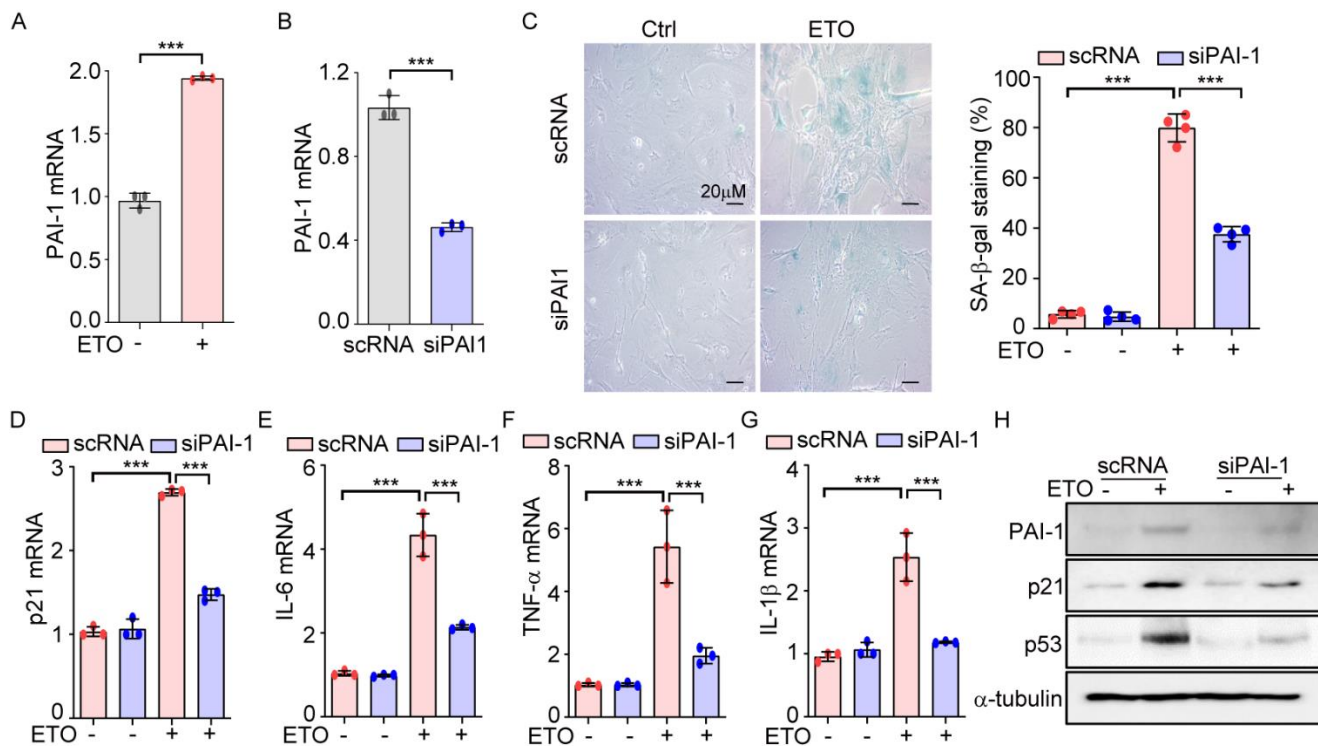 A
***
PAI-1 mRNA
2.0
1.0
0.0
ETO - +
B
***
PAI-1 mRNA
1.2
0.8
0.4
0.0
scRNA siPAI1
C
Ctrl ETO
scRNA
20μM
siPAI1
scRNA siPAI-1
*** ***
SA-β-gal staining (%)
100
80
60
40
20
0
ETO - - + +
D
scRNA siPAI-1
*** ***
p21 mRNA
3
2
1
0
ETO - - + +
E
scRNA siPAI-1
*** ***
IL-6 mRNA
6
4
2
0
ETO - - + +
F
scRNA siPAI-1
*** ***
TNF-α mRNA
8
6
4
2
0
ETO - - + +
G
scRNA siPAI-1
*** ***
IL-1β mRNA
4
3
2
1
0
ETO - - + +
H
scRNA siPAI-1
ETO - + - +
PAI-1
p21
p53
α-tubulin